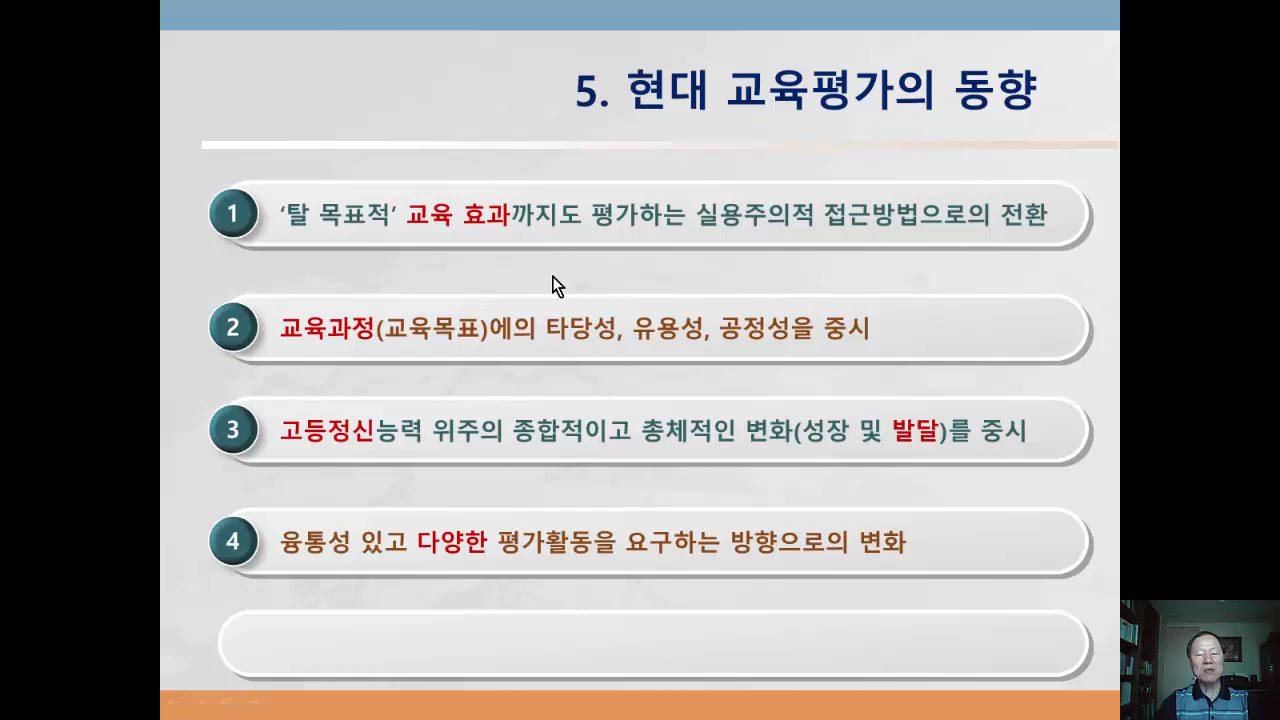 5. 현대 교육평가의 동향
1 ‘탈 목표적’ 교육 효과까지도 평가하는 실용주의적 접근방법으로의 전환
2 교육과정(교육목표)에의 타당성, 유용성, 공정성을 중시
3 고등정신능력 위주의 종합적이고 총체적인 변화(성장 및 발달)를 중시
4 융통성 있고 다양한 평가활동을 요구하는 방향으로의 변화